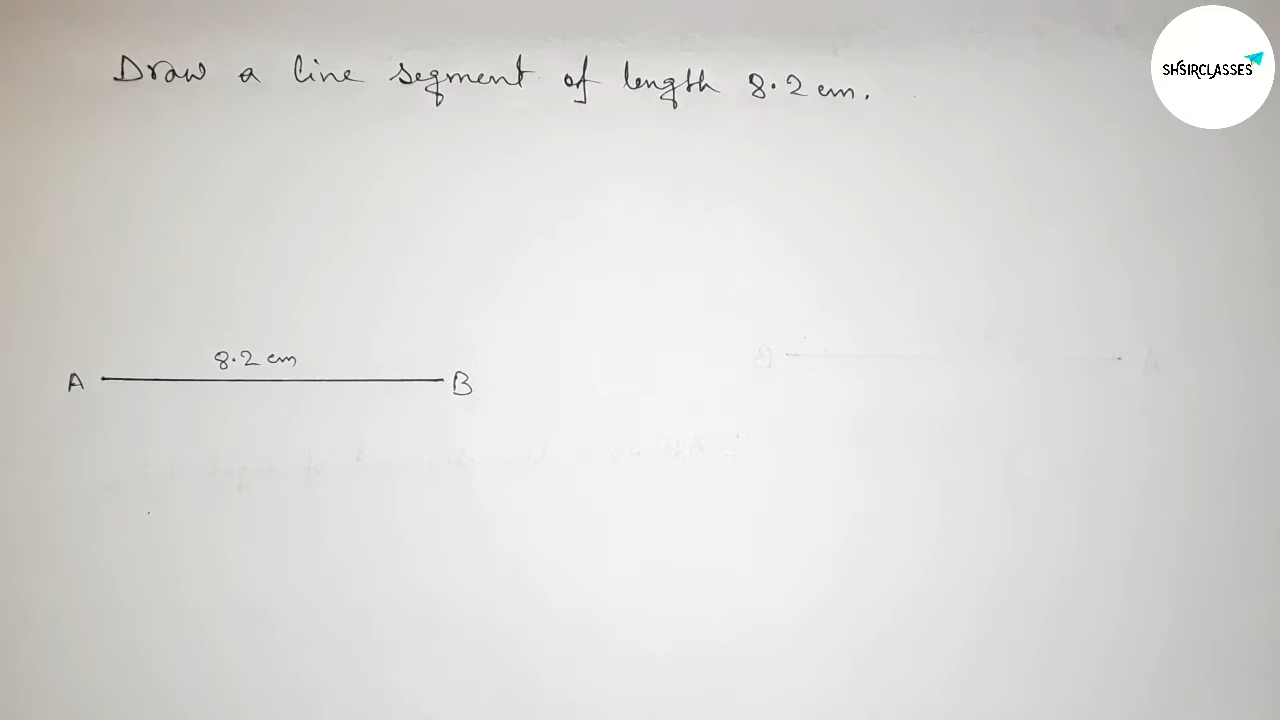 Draw a line segment of length 8.2 cm.
SHSIRCLASSES
8.2 cm
A B